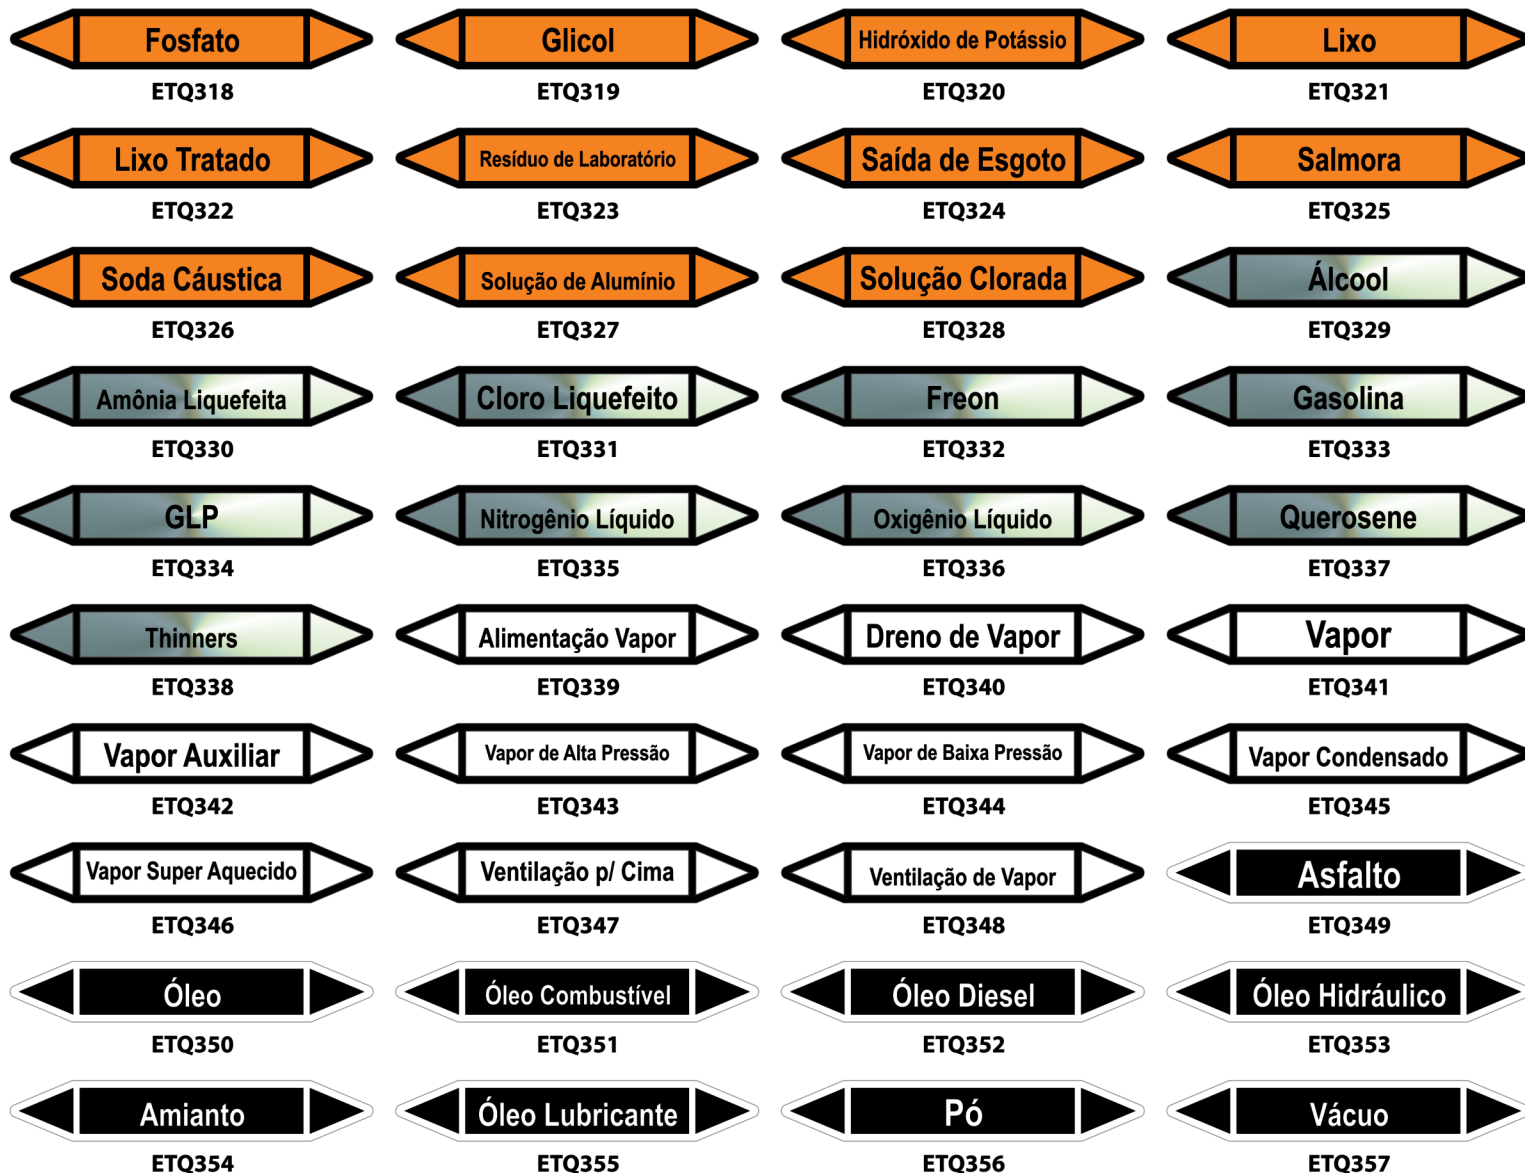 Fosfato
Glicol
Hidróxido de Potássio
Lixo
ETQ318
ETQ319
ETQ320
ETQ321
Lixo Tratado
Resíduo de Laboratório
Saída de Esgoto
Salmora
ETQ322
ETQ323
ETQ324
ETQ325
Soda Cáustica
Solução de Alumínio
Solução Clorada
Álcool
ETQ326
ETQ327
ETQ328
ETQ329
Amônia Liquefeita
Cloro Liquefeito
Freon
Gasolina
ETQ330
ETQ331
ETQ332
ETQ333
GLP
Nitrogênio Líquido
Oxigênio Líquido
Querosene
ETQ334
ETQ335
ETQ336
ETQ337
Thinners
Alimentação Vapor
Dreno de Vapor
Vapor
ETQ338
ETQ339
ETQ340
ETQ341
Vapor Auxiliar
Vapor de Alta Pressão
Vapor de Baixa Pressão
Vapor Condensado
ETQ342
ETQ343
ETQ344
ETQ345
Vapor Super Aquecido
Ventilação p/ Cima
Ventilação de Vapor
Asfalto
ETQ346
ETQ347
ETQ348
ETQ349
Óleo
Óleo Combustível
Óleo Diesel
Óleo Hidráulico
ETQ350
ETQ351
ETQ352
ETQ353
Amianto
Óleo Lubricante
Pó
Vácuo
ETQ354
ETQ355
ETQ356
ETQ357